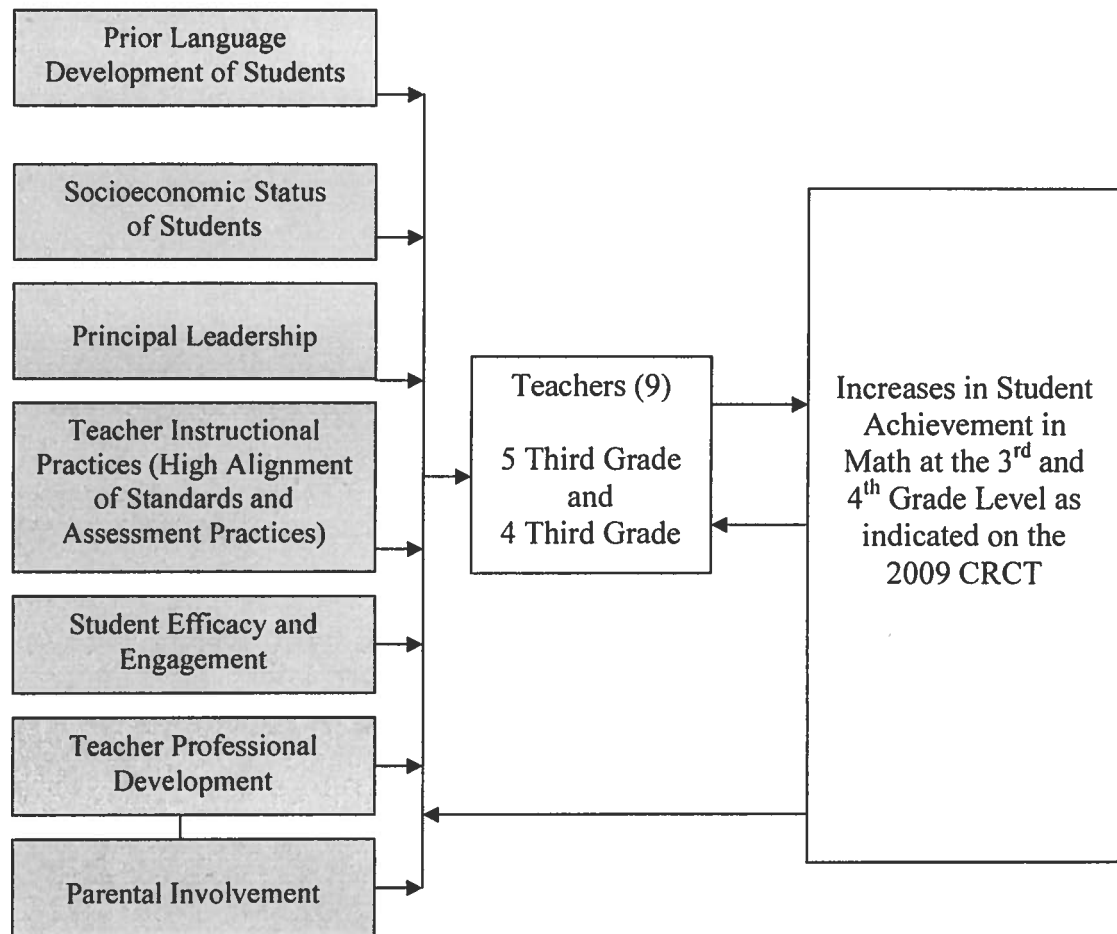 Prior Language
Development of Students
Socioeconomic Status
of Students
Principal Leadership
Teacher Instructional
Practices (High Alignment
of Standards and
Assessment Practices)
Student Efficacy and
Engagement
Teacher Professional
Development
Parental Involvement
Teachers (9)
5 Third Grade
and
4 Third Grade
Increases in Student
Achievement in
Math at the 3rd and
4th Grade Level as
indicated on the
2009 CRCT